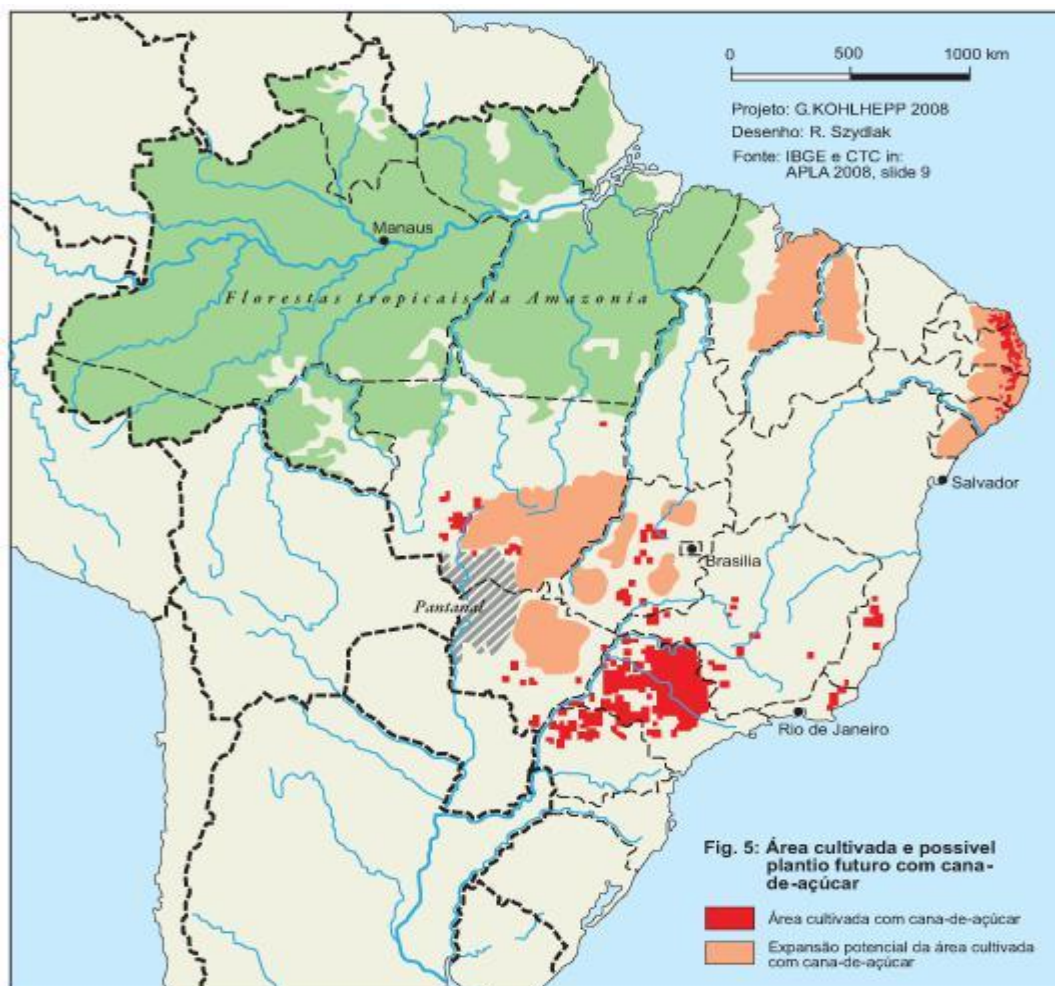 0 500 1000 km
Projeto: G.KOHLHEPP 2008
Desenho: R. Szydlak
Fonte: IBGE e CTC in:
APLA 2008, slide 9
Manaus
Florestas tropicais da Amazonia
Salvador
Brasilia
Pantanal
Rio de Janeiro
Fig. 5: Área cultivada e possivel
plantio futuro com cana-
de-açúcar
Área cultivada com cana-de-açúcar
Expansão potencial da área cultivada
com cana-de-açúcar